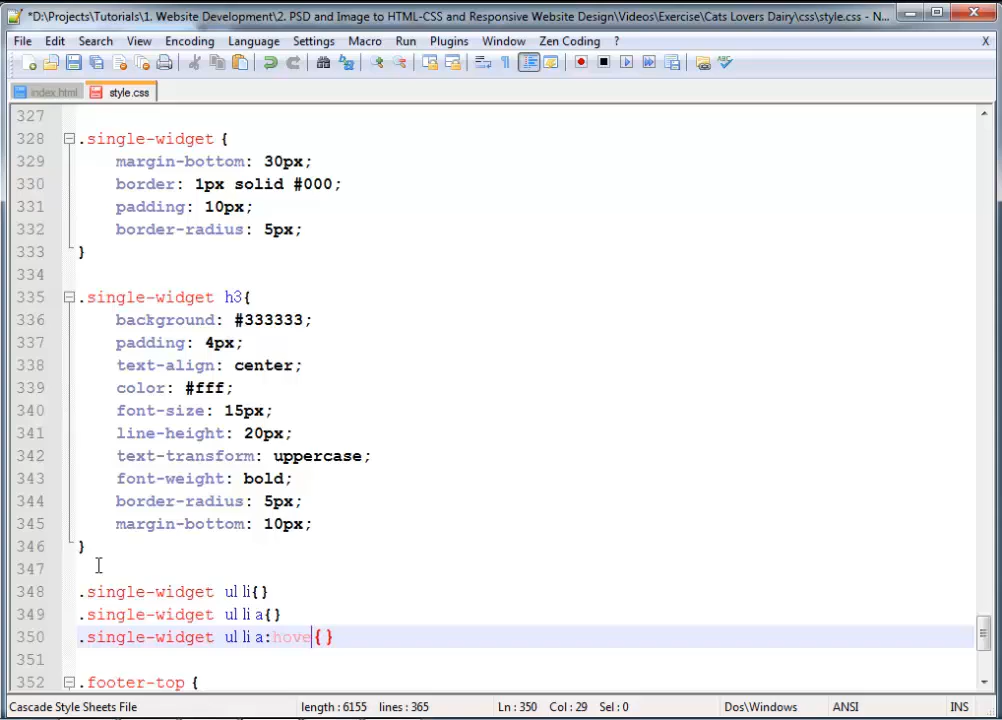 *D:\Projects\Tutorials\1. Website Development\2. PSD and Image to HTML-CSS and Responsive Website Design\Videos\Exercise\Cats Lovers Dairy\css\style.css - N...
File Edit Search View Encoding Language Settings Macro Run Plugins Window Zen Coding ? X
index.html style.css
327
328 .single-widget {
329 margin-bottom: 30px;
330 border: 1px solid #000;
331 padding: 10px;
332 border-radius: 5px;
333 }
334
335 .single-widget h3{
336 background: #333333;
337 padding: 4px;
338 text-align: center;
339 color: #fff;
340 font-size: 15px;
341 line-height: 20px;
342 text-transform: uppercase;
343 font-weight: bold;
344 border-radius: 5px;
345 margin-bottom: 10px;
346 }
347
348 .single-widget ul li{}
349 .single-widget ul li a{}
350 .single-widget ul li a:hove{}
351
352 .footer-top {
Cascade Style Sheets File length : 6155 lines : 365 Ln : 350 Col : 29 Sel : 0 Dos\Windows ANSI INS